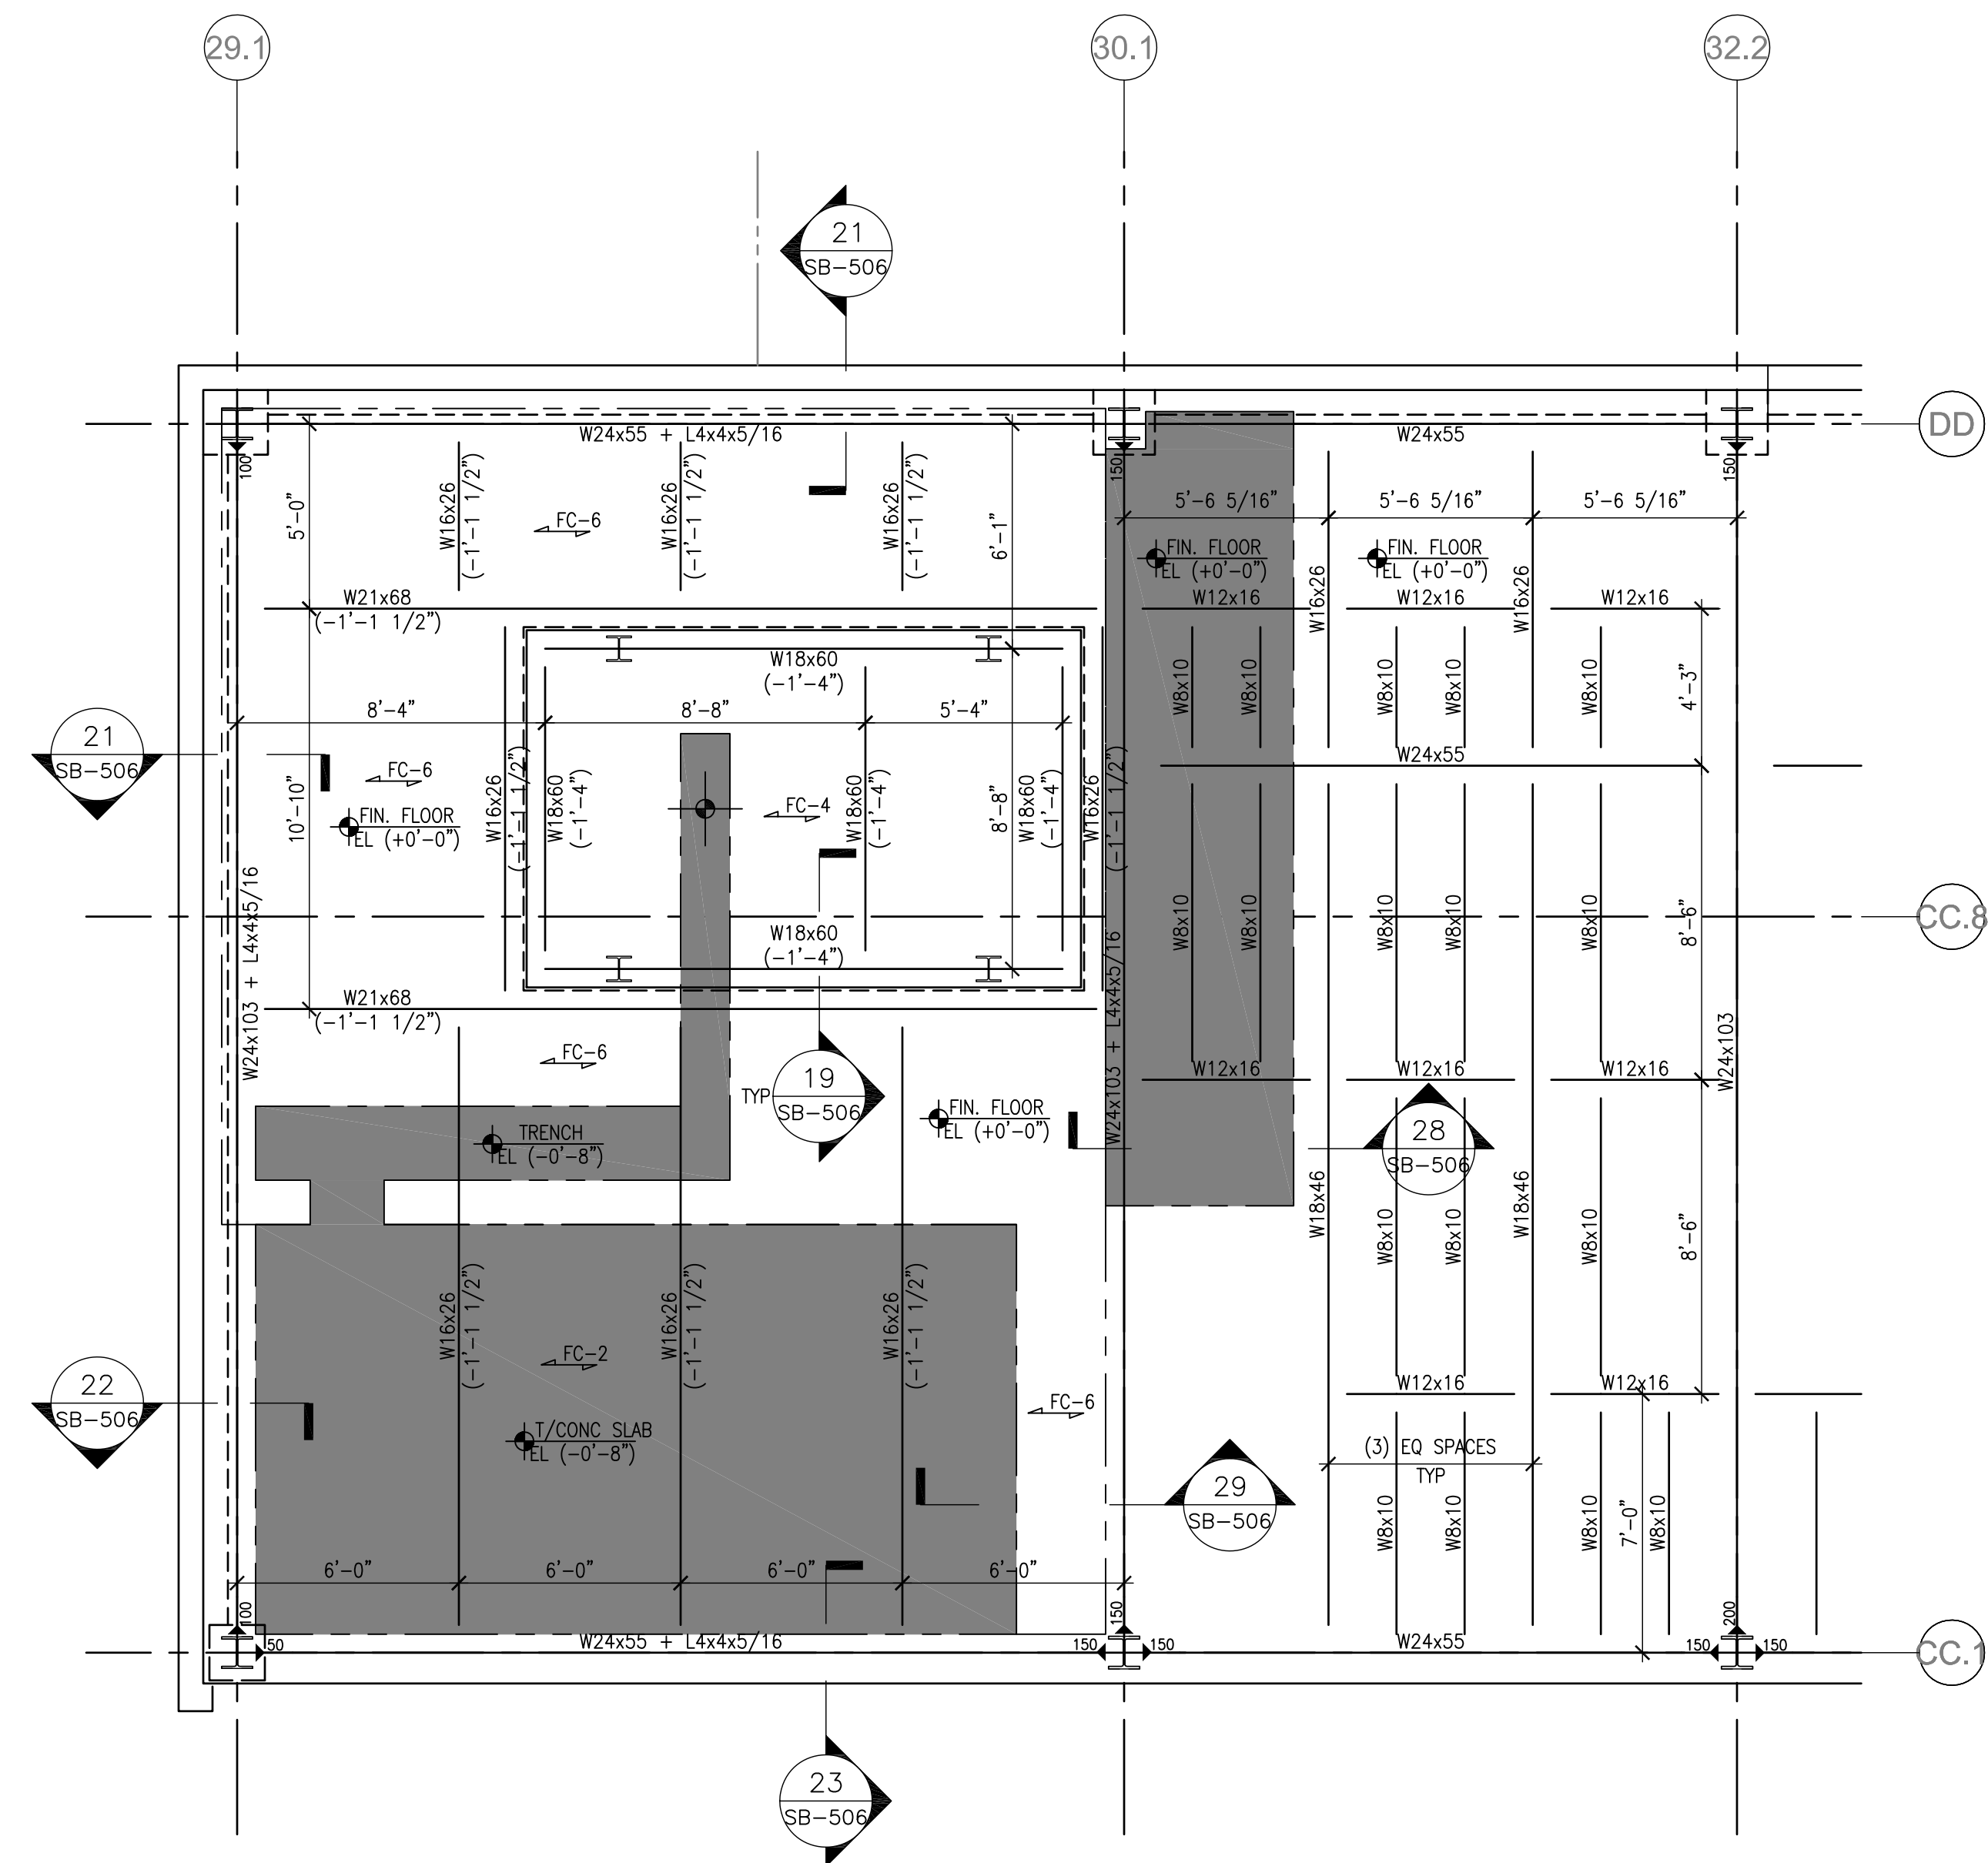 29.1
30.1
32.2
21
SB-506
DD
W24x55 + L4x4x5/16
W24x55
100
150
150
5'-0"
W16x26
(-1'-1 1/2")
W16x26
(-1'-1 1/2")
W16x26
(-1'-1 1/2")
FC-6
6'-1"
5'-6 5/16"
5'-6 5/16"
5'-6 5/16"
FIN. FLOOR
EL (+0'-0")
FIN. FLOOR
EL (+0'-0")
W16x26
W16x26
W21x68
(-1'-1 1/2")
W12x16
W12x16
W12x16
W18x60
(-1'-4")
W8x10
W8x10
W8x10
W8x10
W8x10
4'-3"
8'-4"
8'-8"
5'-4"
21
SB-506
W24x55
FC-6
FIN. FLOOR
EL (+0'-0")
10'-10"
W16x26
(-1'-1 1/2")
W18x60
(-1'-4")
FC-4
W18x60
(-1'-4")
8'-8"
W18x60
(-1'-4")
W16x26
(-1'-1 1/2")
CC.8
W24x103 + L4x4x5/16
W18x60
(-1'-4")
W24x103 + L4x4x5/16
W8x10
W8x10
W8x10
W8x10
W8x10
8'-6"
W21x68
(-1'-1 1/2")
FC-6
TYP
19
SB-506
W12x16
W12x16
W12x16
W24x103
FIN. FLOOR
EL (+0'-0")
TRENCH
EL (-0'-8")
28
SB-506
W18x46
W18x46
W8x10
W8x10
W8x10
8'-6"
W16x26
(-1'-1 1/2")
W16x26
(-1'-1 1/2")
W16x26
(-1'-1 1/2")
FC-2
22
SB-506
FC-6
W12x16
W12x16
T/CONC SLAB
EL (-0'-8")
(3) EQ SPACES
TYP
29
SB-506
W8x10
W8x10
W8x10
7'-0"
W8x10
6'-0"
6'-0"
6'-0"
6'-0"
100
50
W24x55 + L4x4x5/16
150
150
150
W24x55
150
200
150
CC.1
23
SB-506